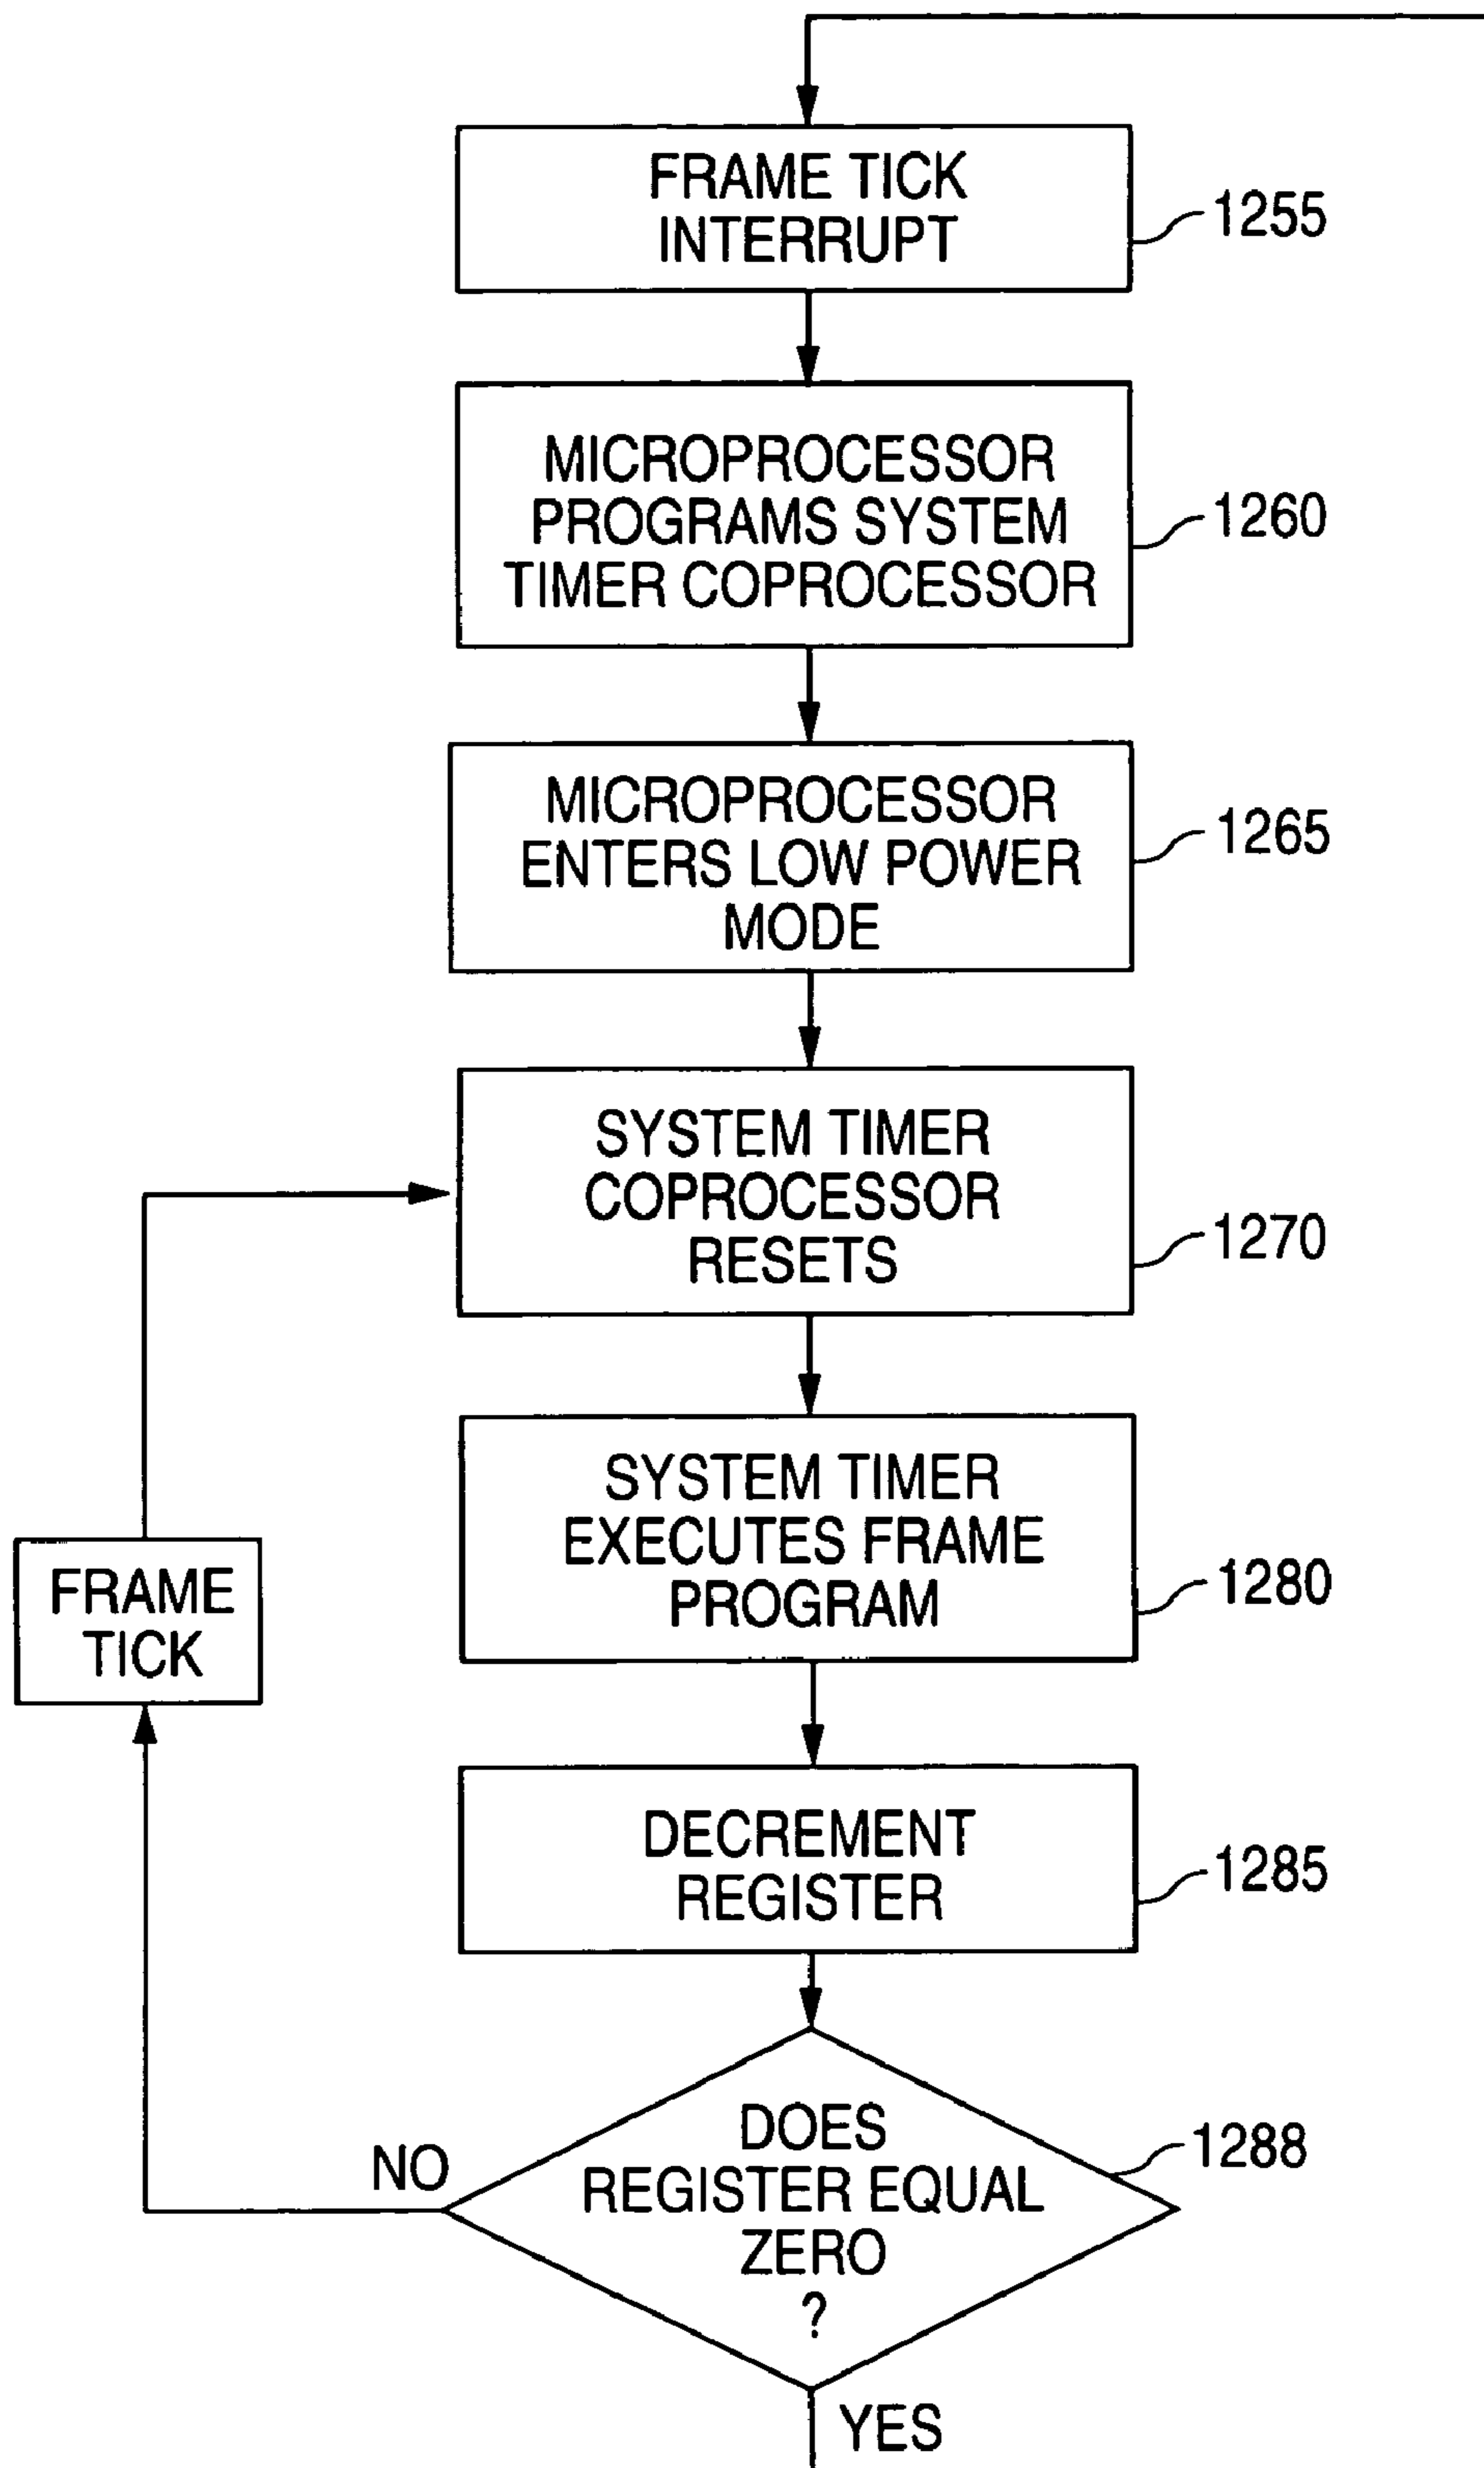 FRAME TICK
INTERRUPT
1255
MICROPROCESSOR
PROGRAMS SYSTEM
TIMER COPROCESSOR
1260
MICROPROCESSOR
ENTERS LOW POWER
MODE
1265
SYSTEM TIMER
COPROCESSOR
RESETS
1270
SYSTEM TIMER
EXECUTES FRAME
PROGRAM
1280
FRAME
TICK
DECREMENT
REGISTER
1285
DOES
REGISTER EQUAL
ZERO
?
1288
NO
YES